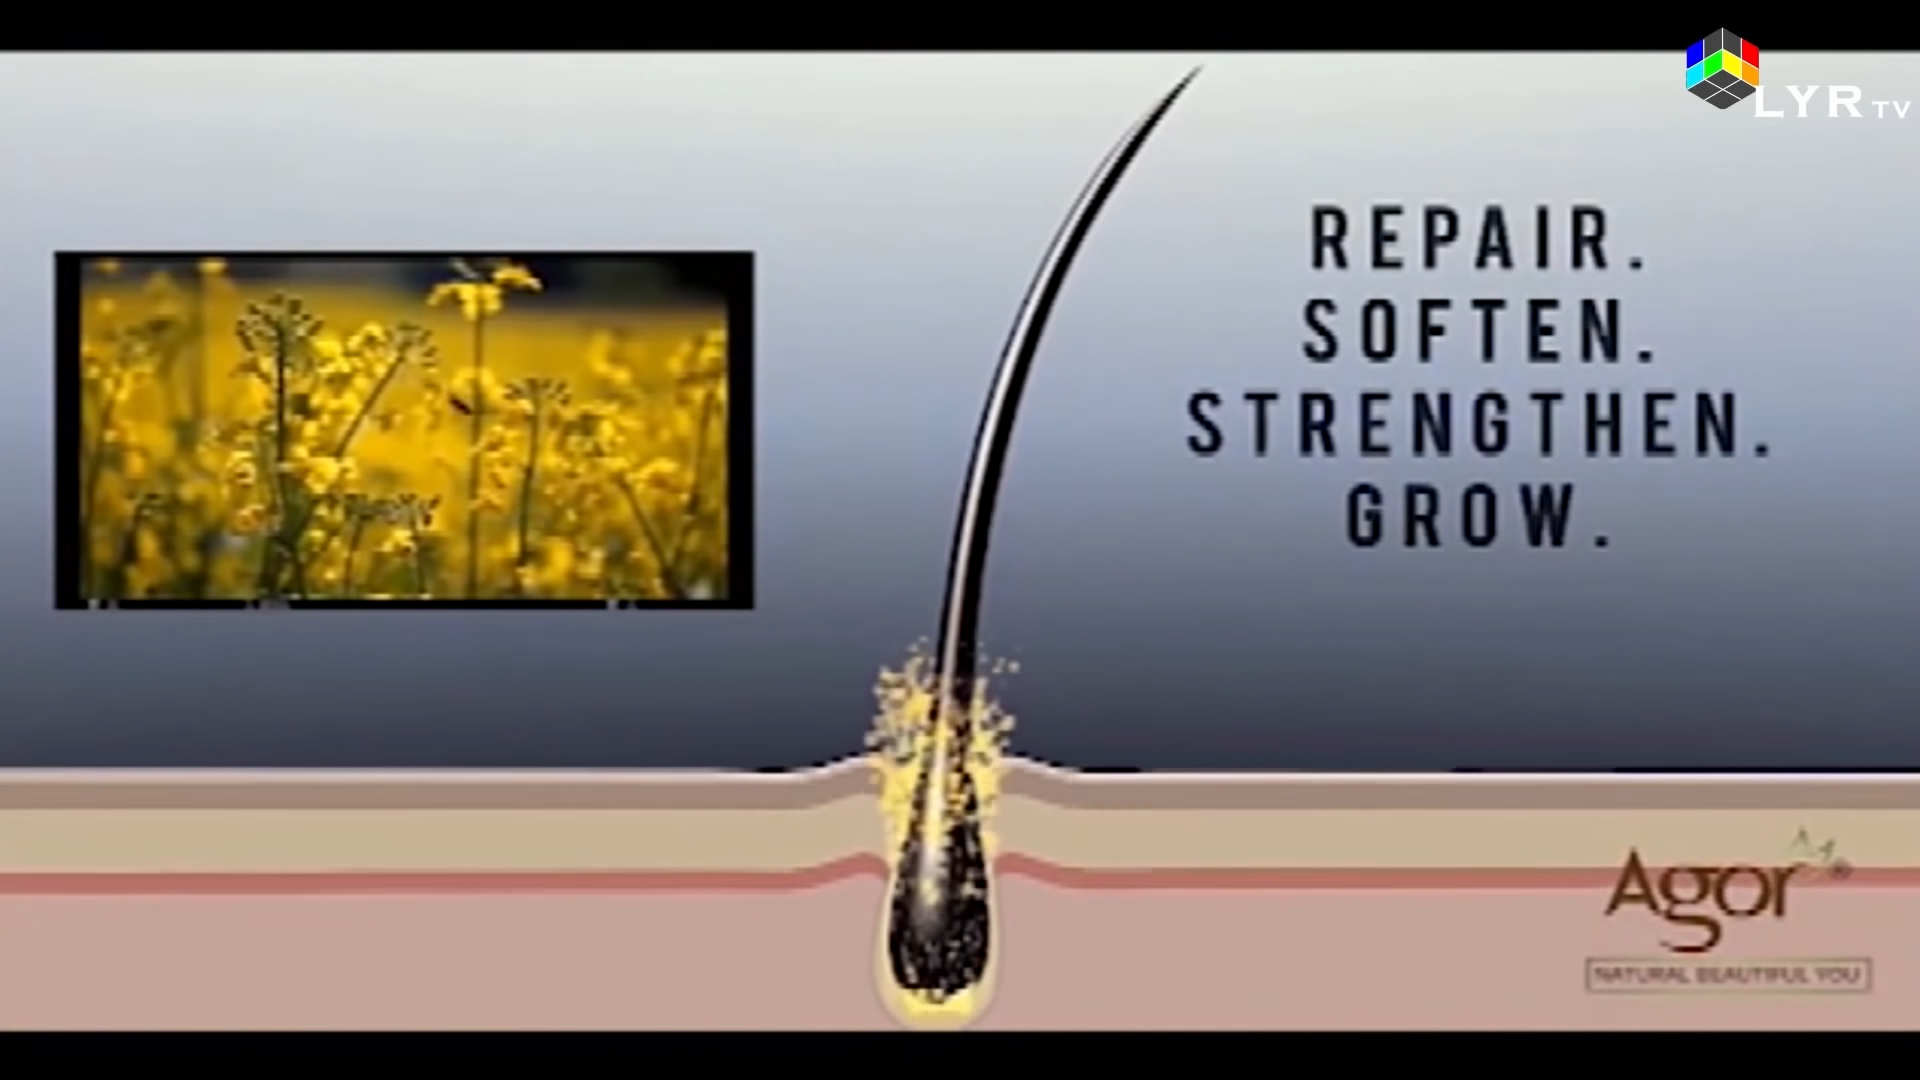 LYR TV
REPAIR.
SOFTEN.
STRENGTHEN.
GROW.
Agor
NATURAL BEAUTIFUL YOU